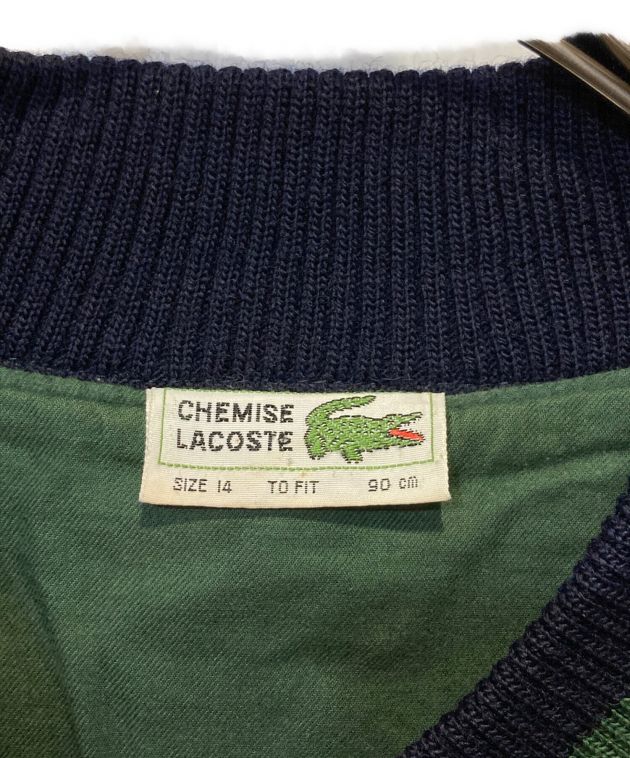 CHEMISE
LACOSTE
SIZE 14 TO FIT 90 cm